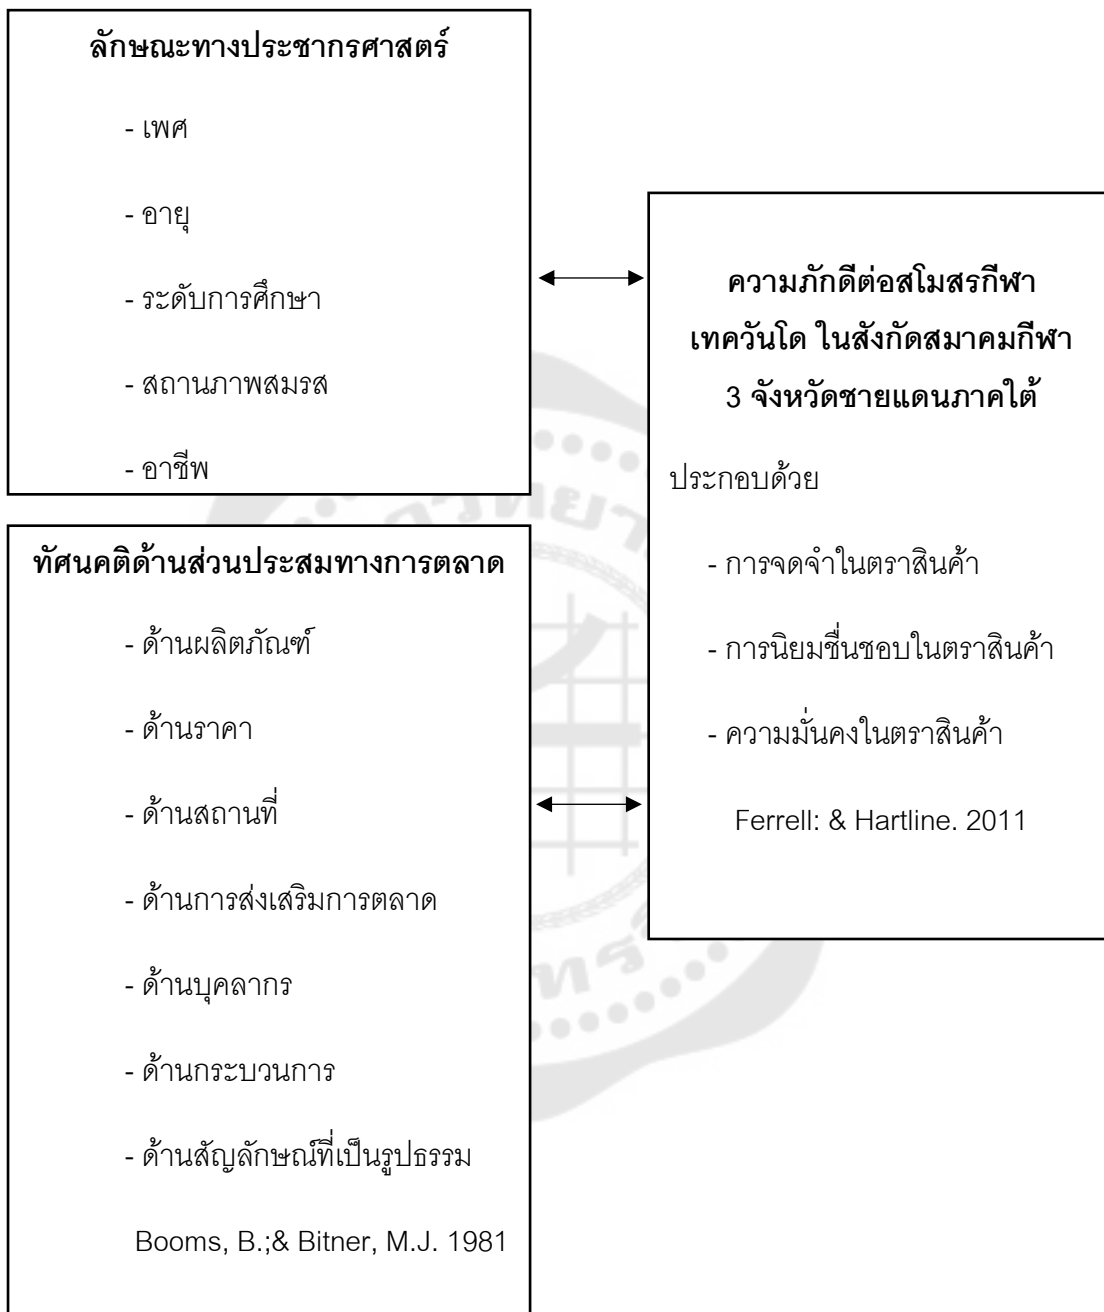 ลักษณะทางประชากรศาสตร์
- เพศ
- อายุ
- ระดับการศึกษา
- สถานภาพสมรส
- อาชีพ
ทัศนคติด้านส่วนประสมทางการตลาด
- ด้านผลิตภัณฑ์
- ด้านราคา
- ด้านสถานที่
- ด้านการส่งเสริมการตลาด
- ด้านบุคลากร
- ด้านกระบวนการ
- ด้านสัญลักษณ์ที่เป็นรูปธรรม
Booms, B.;& Bitner, M.J. 1981
ความภักดีต่อสโมสรกีฬา
เทควันโด ในสังกัดสมาคมกีฬา
3 จังหวัดชายแดนภาคใต้
ประกอบด้วย
- การจดจำในตราสินค้า
- การนิยมชื่นชอบในตราสินค้า
- ความมั่นคงในตราสินค้า
Ferrell: & Hartline. 2011